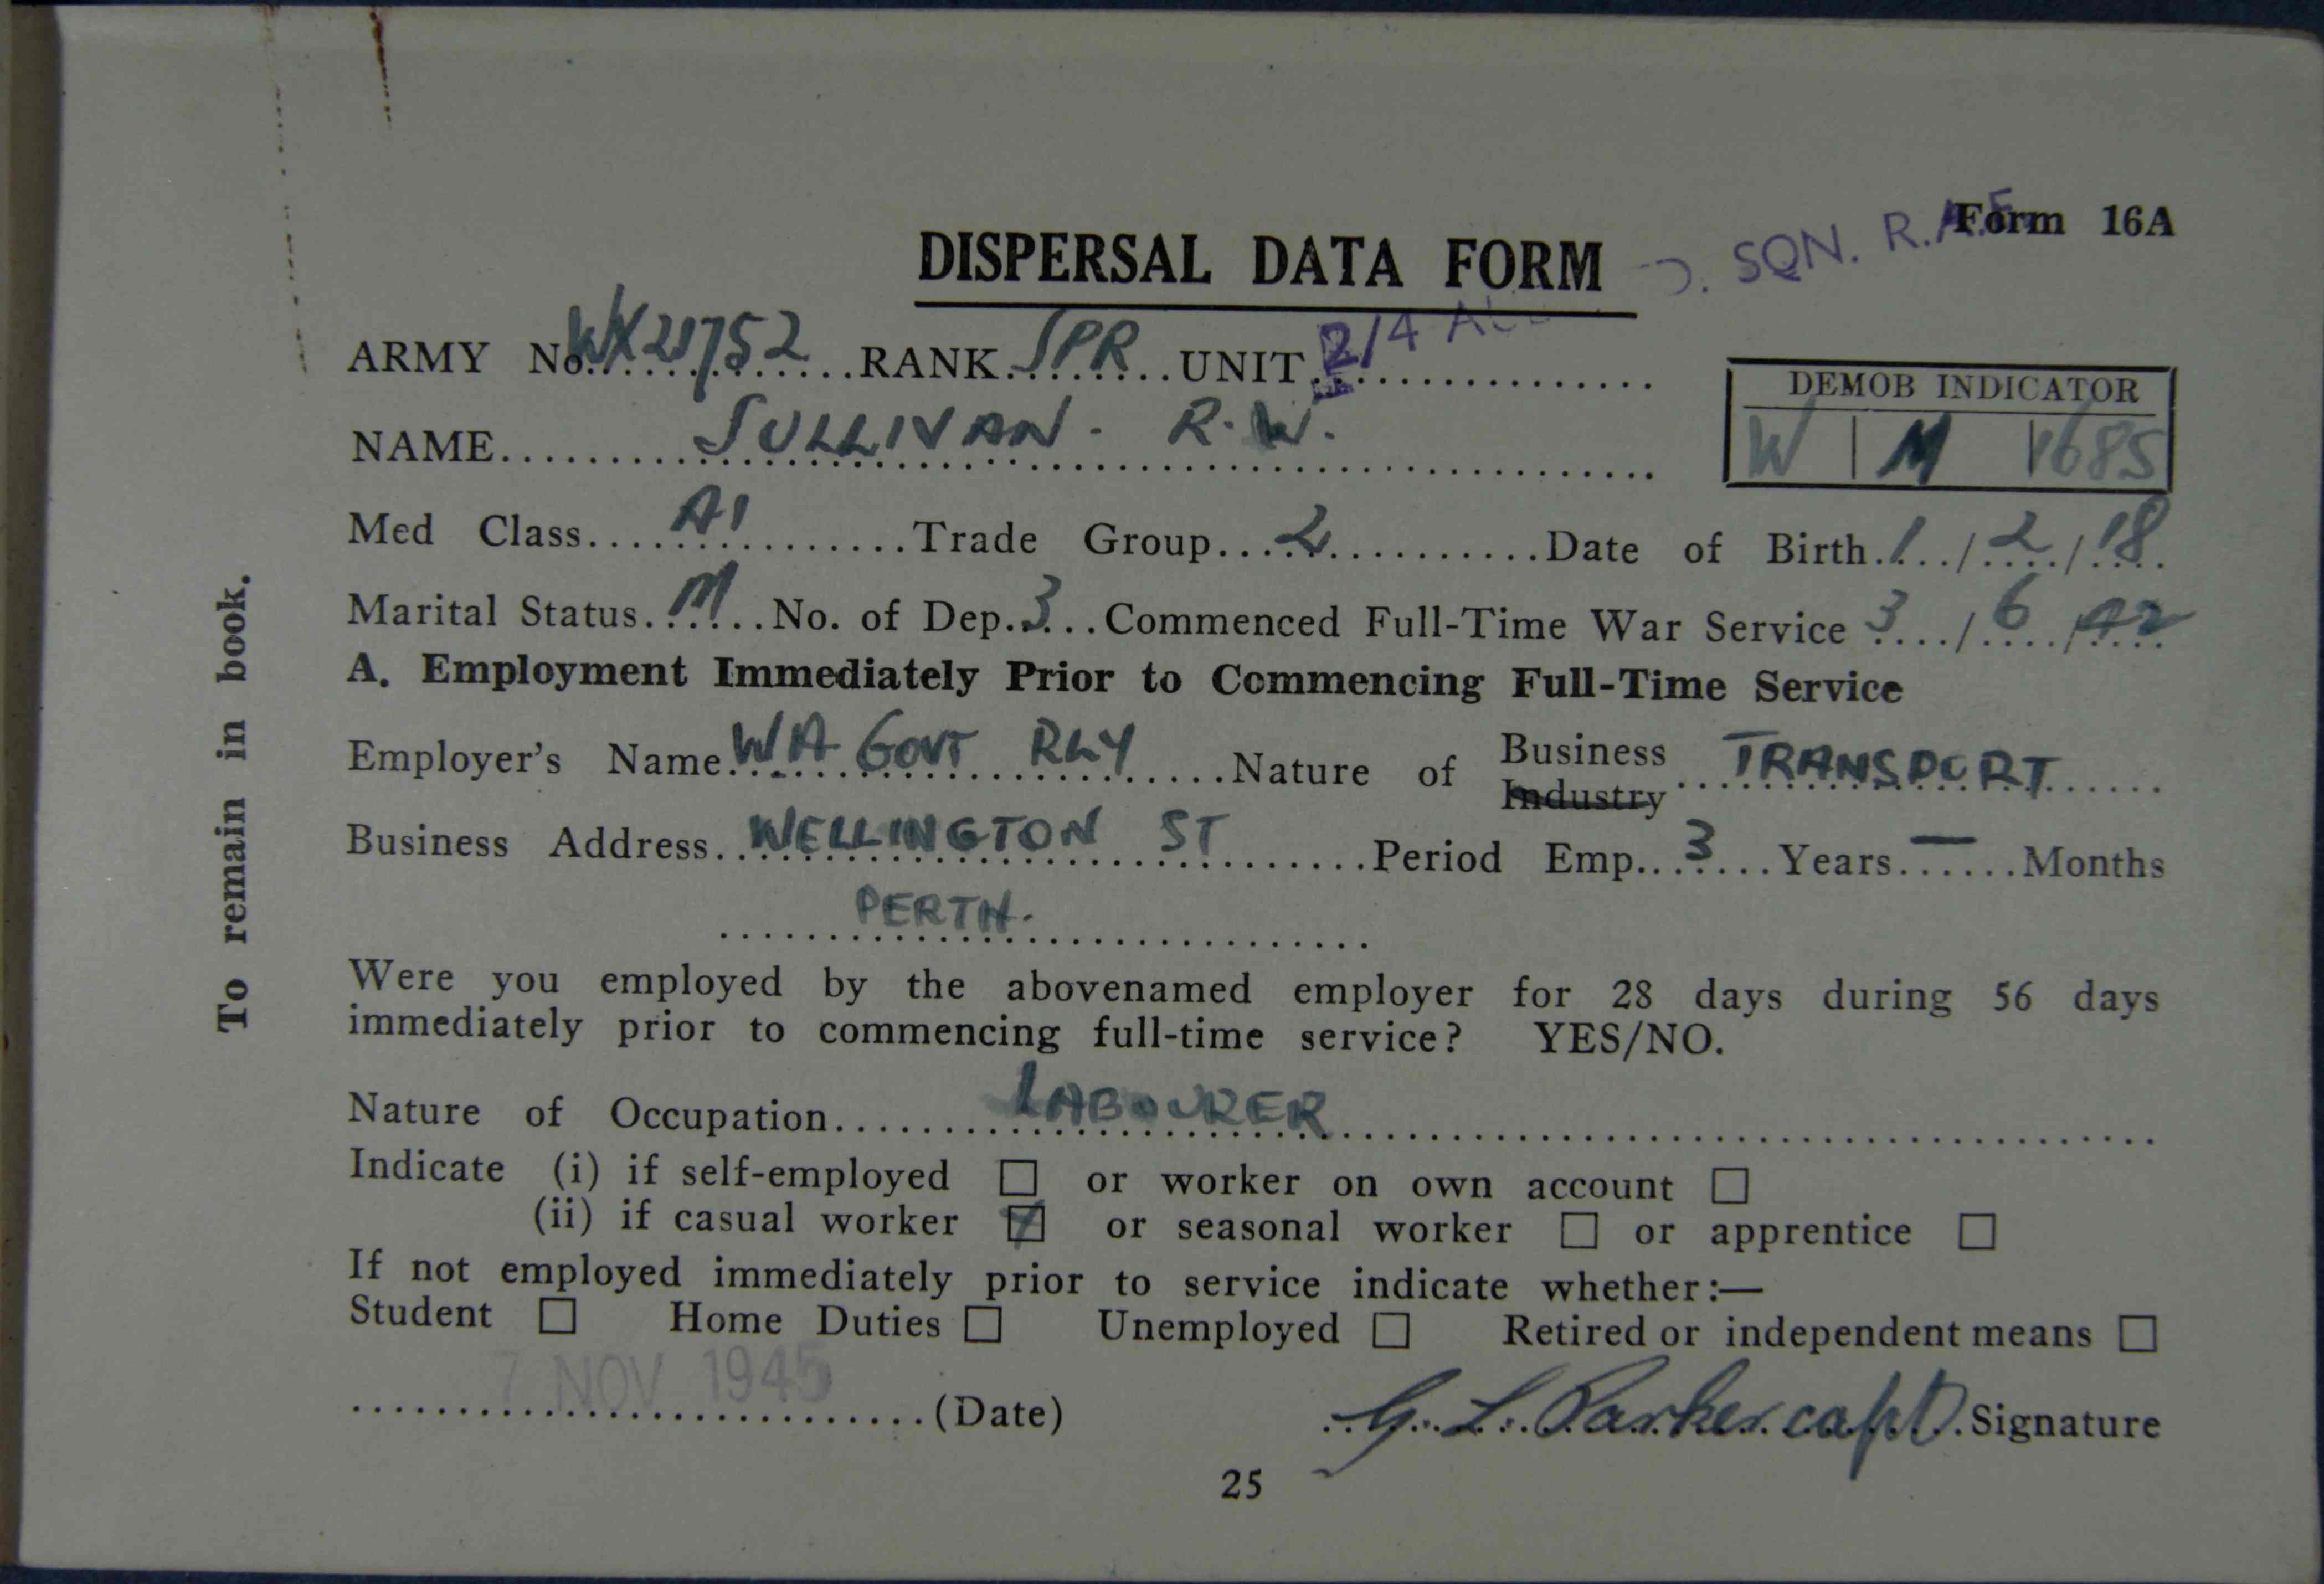 Form 16A
DISPERSAL DATA FORM
SQN. R.A.E.
ARMY No. WX21752 RANK SPR UNIT 2/4
NAME SULLIVAN. R.W.
DEMOB INDICATOR
W | M 1685
Med Class A1 Trade Group 2 Date of Birth 1/2/18
Marital Status M No. of Dep. 3 Commenced Full-Time War Service 3/6/42
A. Employment Immediately Prior to Commencing Full-Time Service
Employer's Name WA GOVT RLY Nature of Business Industry TRANSPORT
Business Address WELLINGTON ST Period Emp. 3 Years — Months
PERTH.
Were you employed by the abovenamed employer for 28 days during 56 days
immediately prior to commencing full-time service? YES/NO.
Nature of Occupation LABOURER
Indicate (i) if self-employed □ or worker on own account □
(ii) if casual worker ☑ or seasonal worker □ or apprentice □
If not employed immediately prior to service indicate whether:—
Student □ Home Duties □ Unemployed □ Retired or independent means □
7 NOV 1945 (Date) G. L. Parker capt Signature
25
To remain in book.